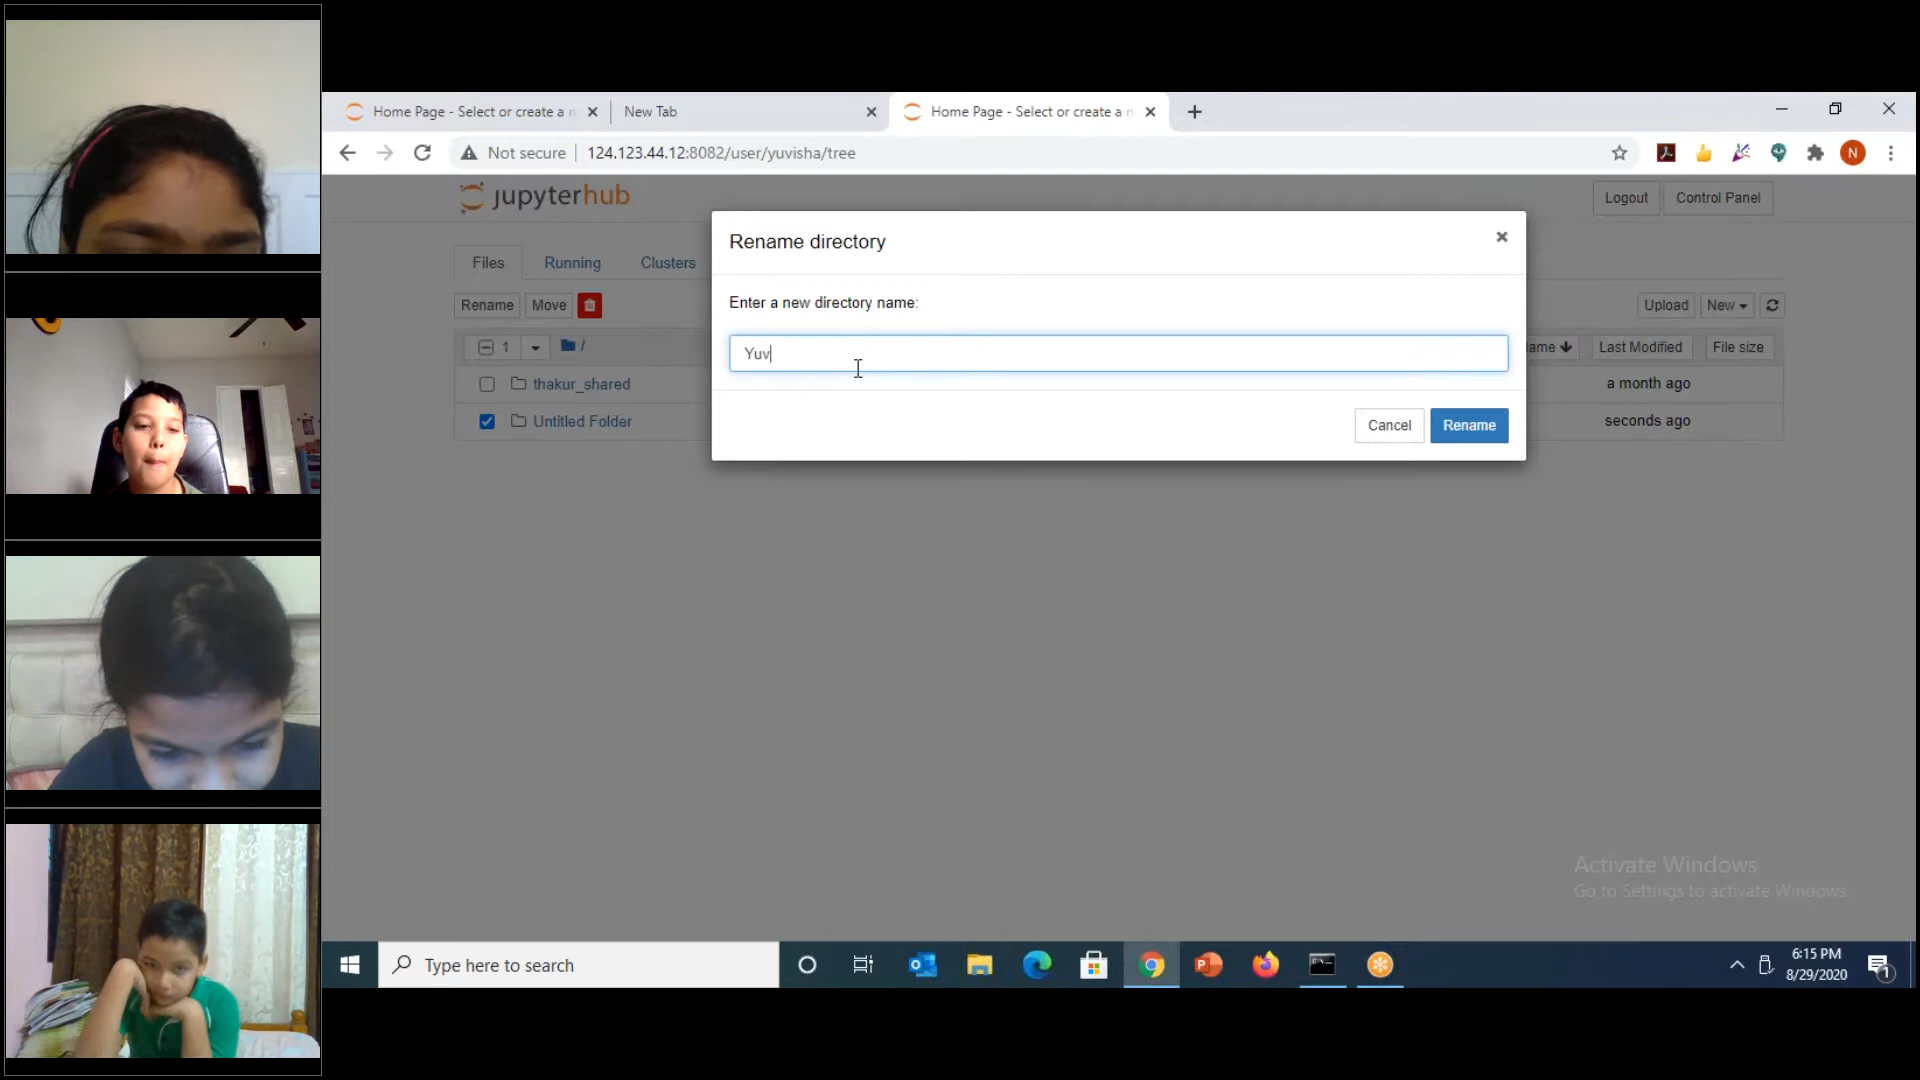 Home Page - Select or create a n
New Tab
Home Page - Select or create a n
Not secure
124.123.44.12:8082/user/yuvisha/tree
N
jupyterhub
Logout
Control Panel
Rename directory
Files
Running
Clusters
Enter a new directory name:
Rename
Move
Upload
New
1
/
Yuv
ame
Last Modified
File size
thakur_shared
a month ago
Untitled Folder
seconds ago
Cancel
Rename
Activate Windows
Go to Settings to activate Windows.
Type here to search
6:15 PM
8/29/2020
1